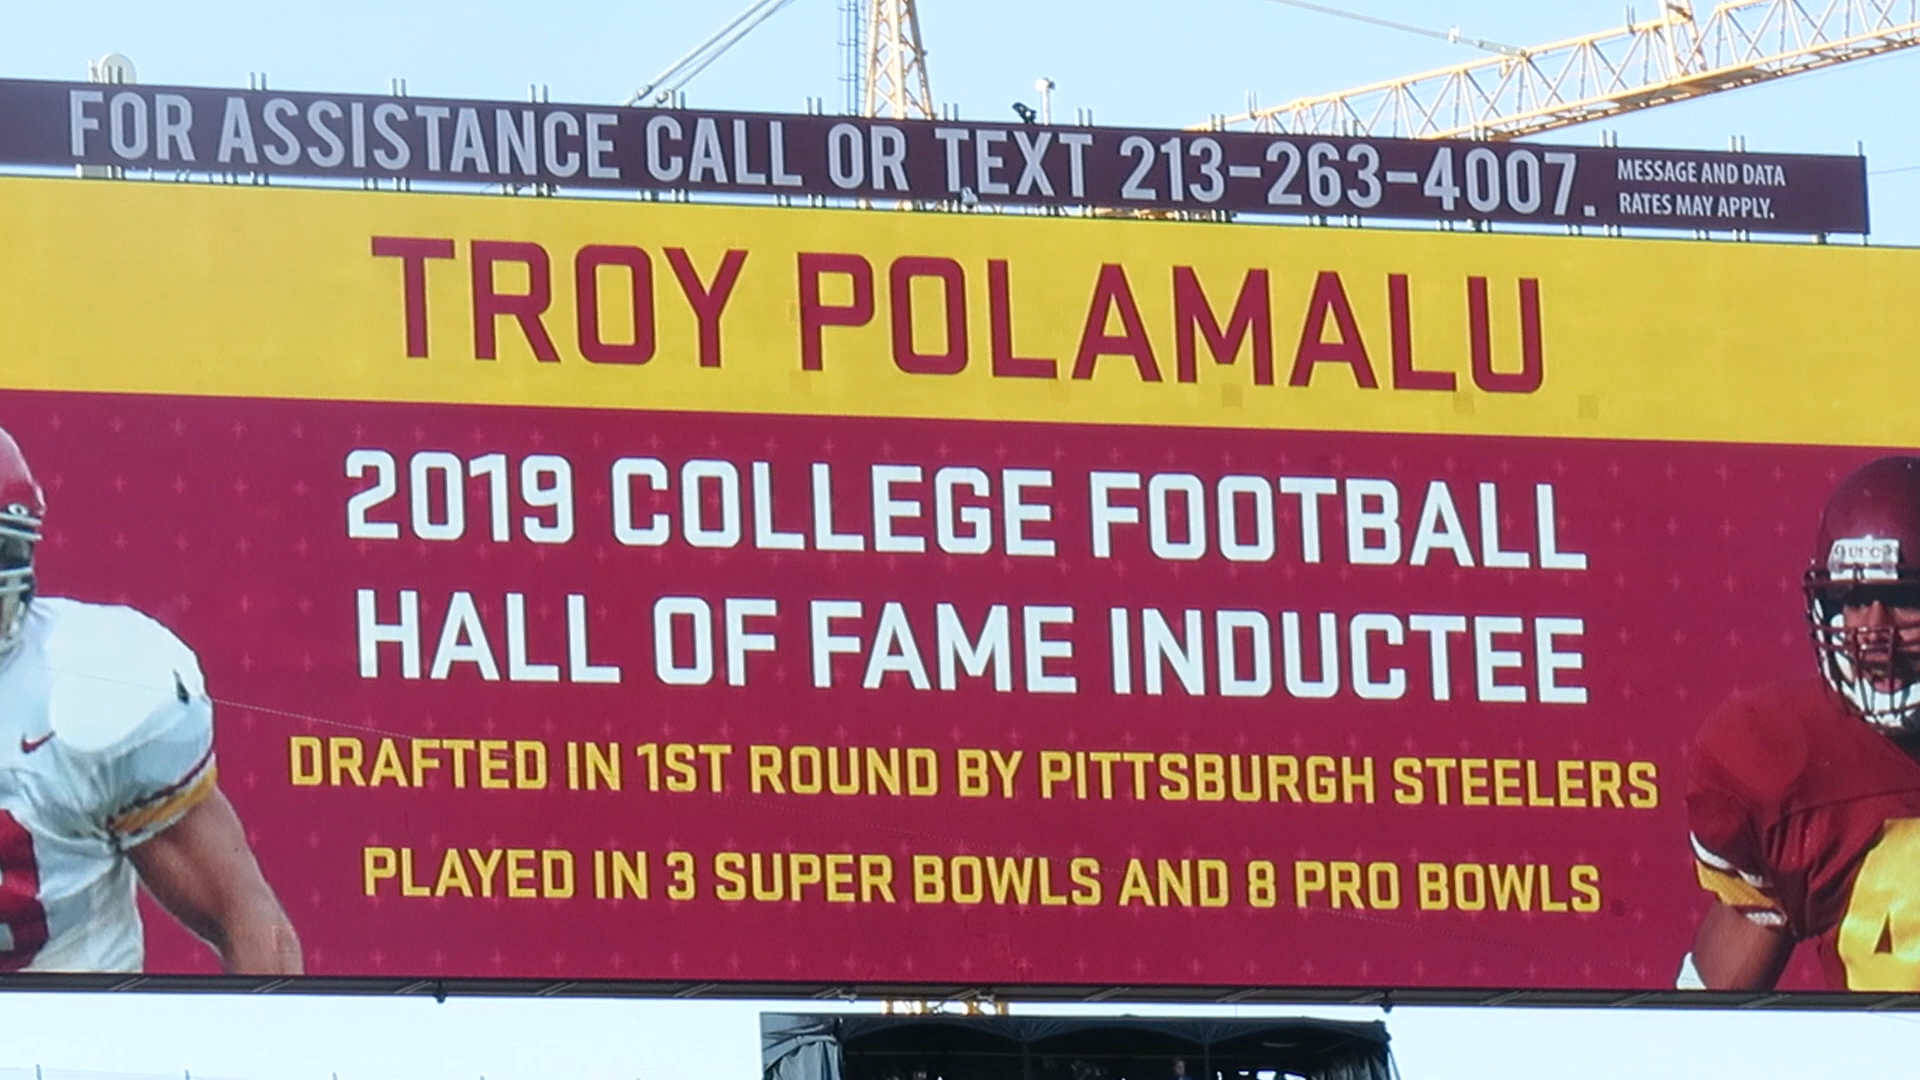 FOR ASSISTANCE CALL OR TEXT 213-263-4007.
MESSAGE AND DATA
RATES MAY APPLY.
TROY POLAMALU
2019 COLLEGE FOOTBALL
HALL OF FAME INDUCTEE
DRAFTED IN 1ST ROUND BY PITTSBURGH STEELERS
PLAYED IN 3 SUPER BOWLS AND 8 PRO BOWLS
USC
4